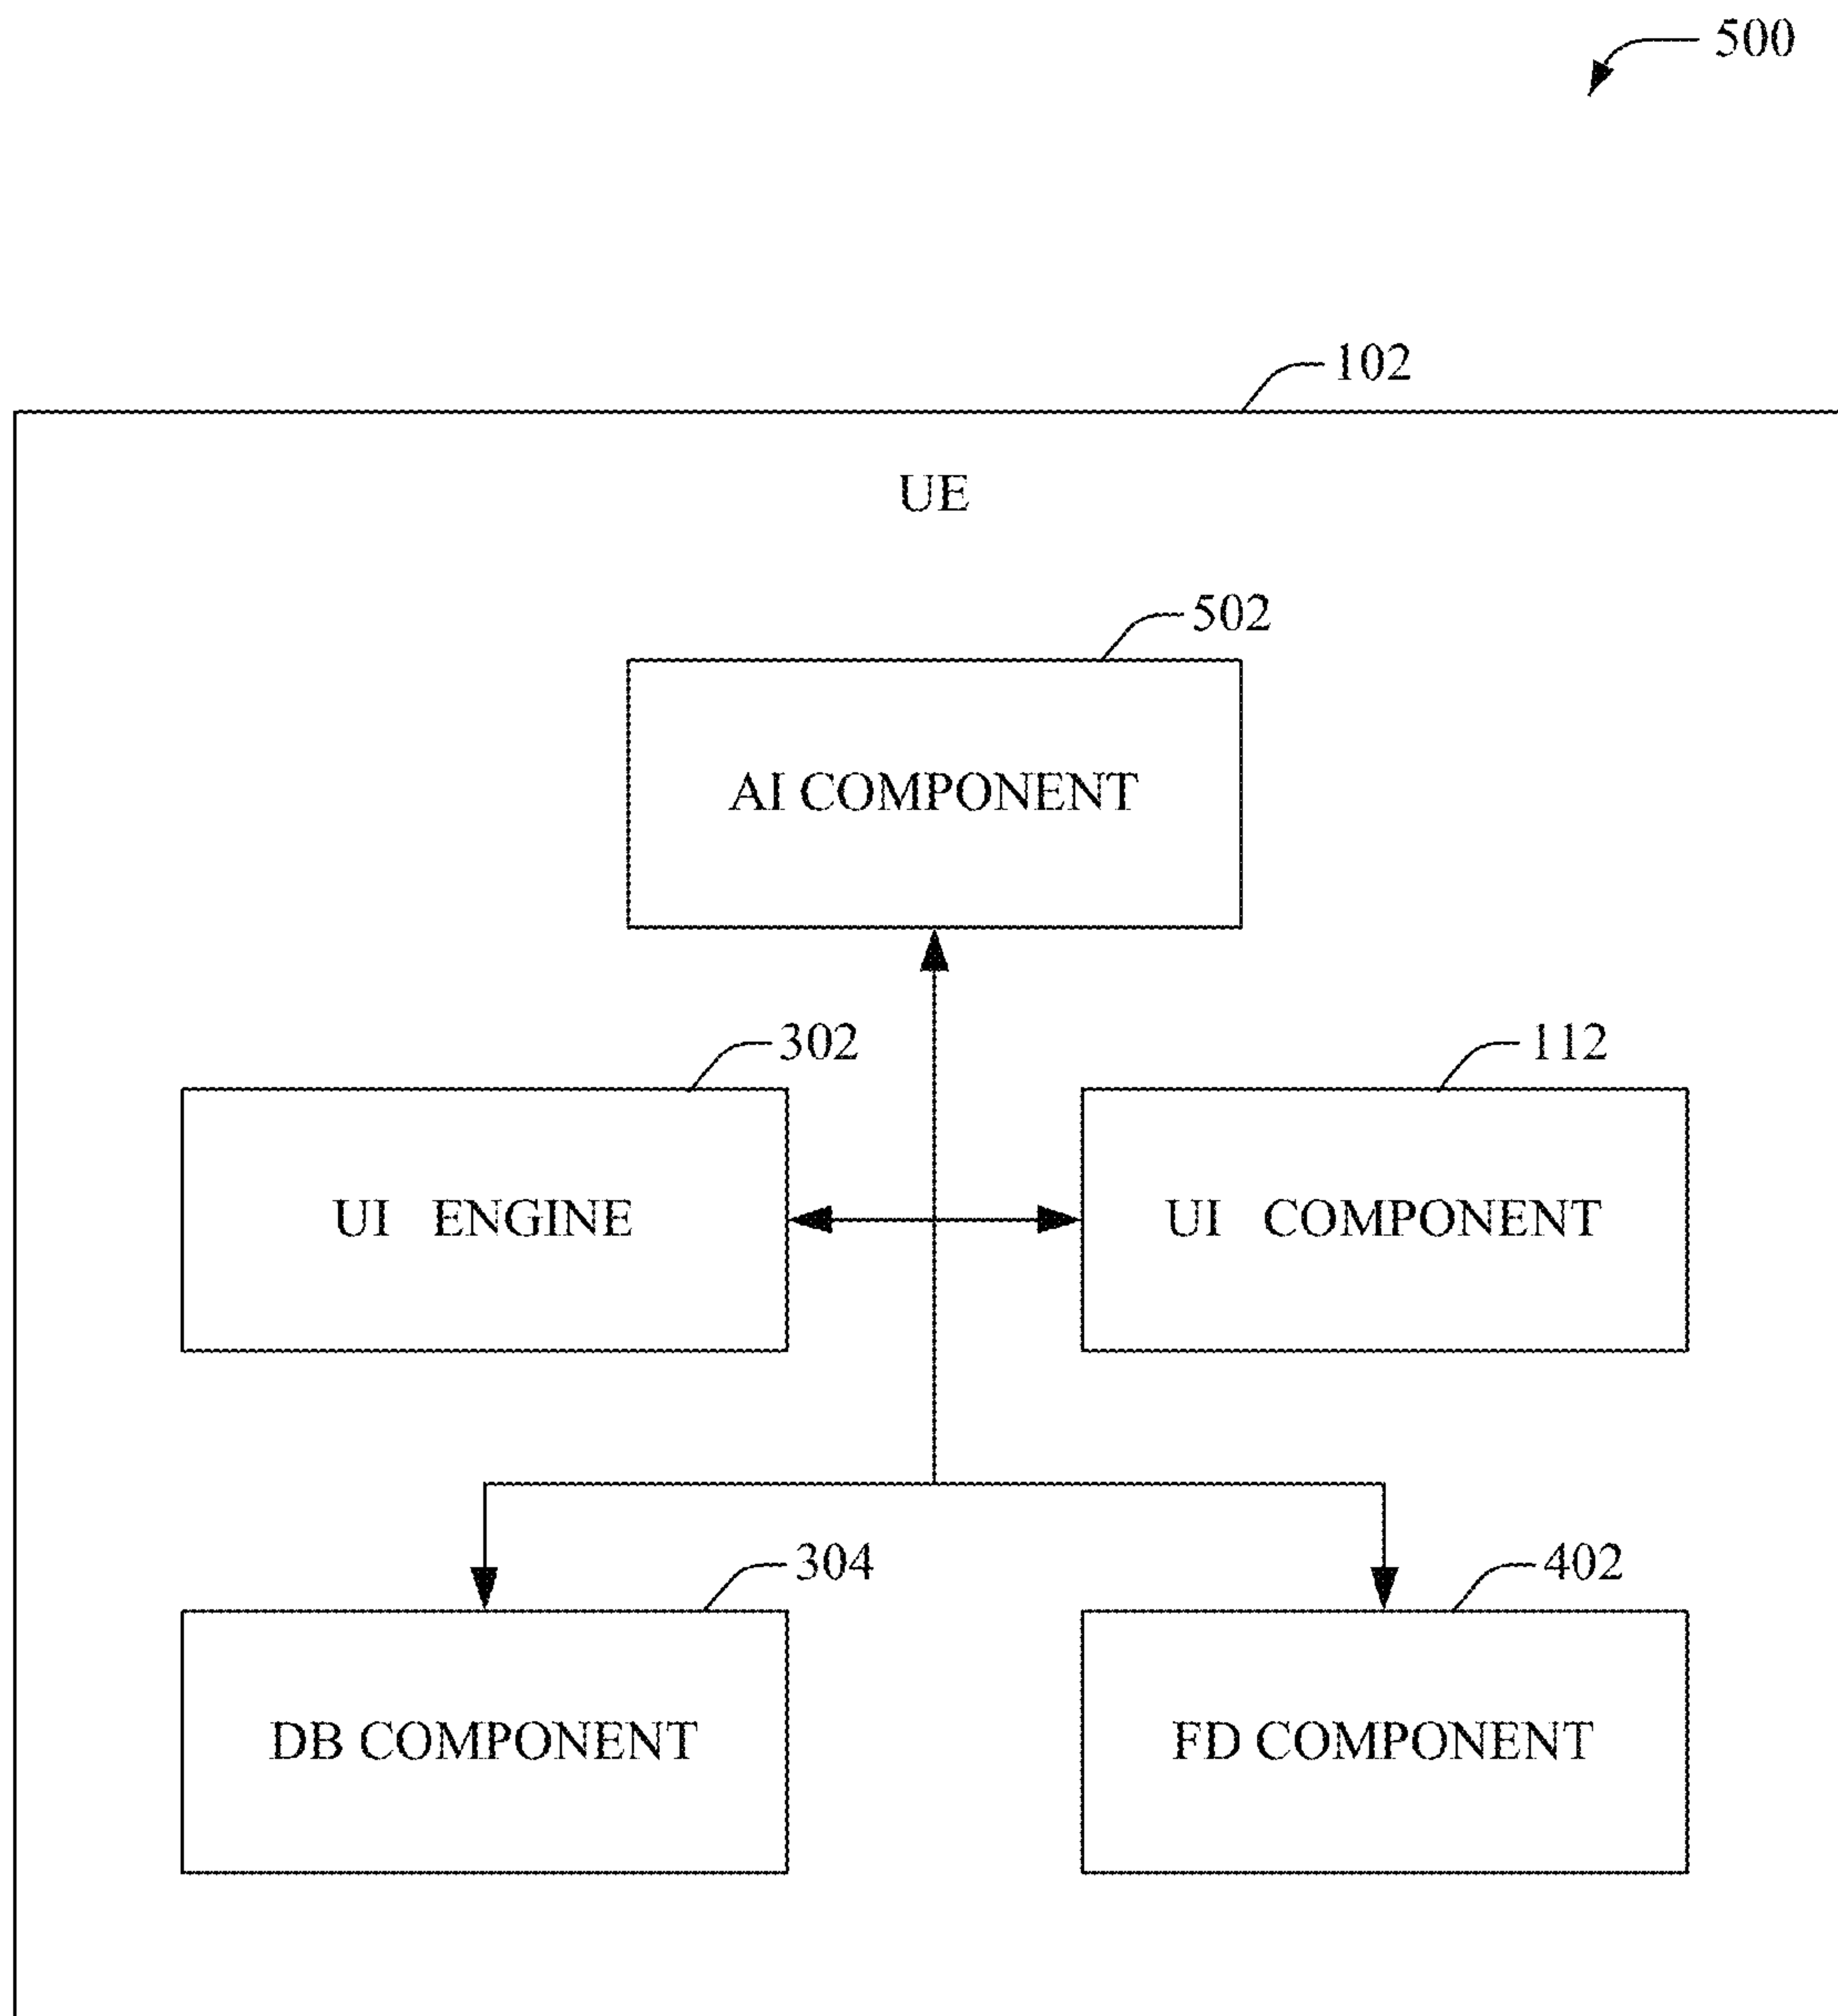 500
102
UE
502
AI COMPONENT
302
112
UI ENGINE
UI COMPONENT
304
402
DB COMPONENT
FD COMPONENT